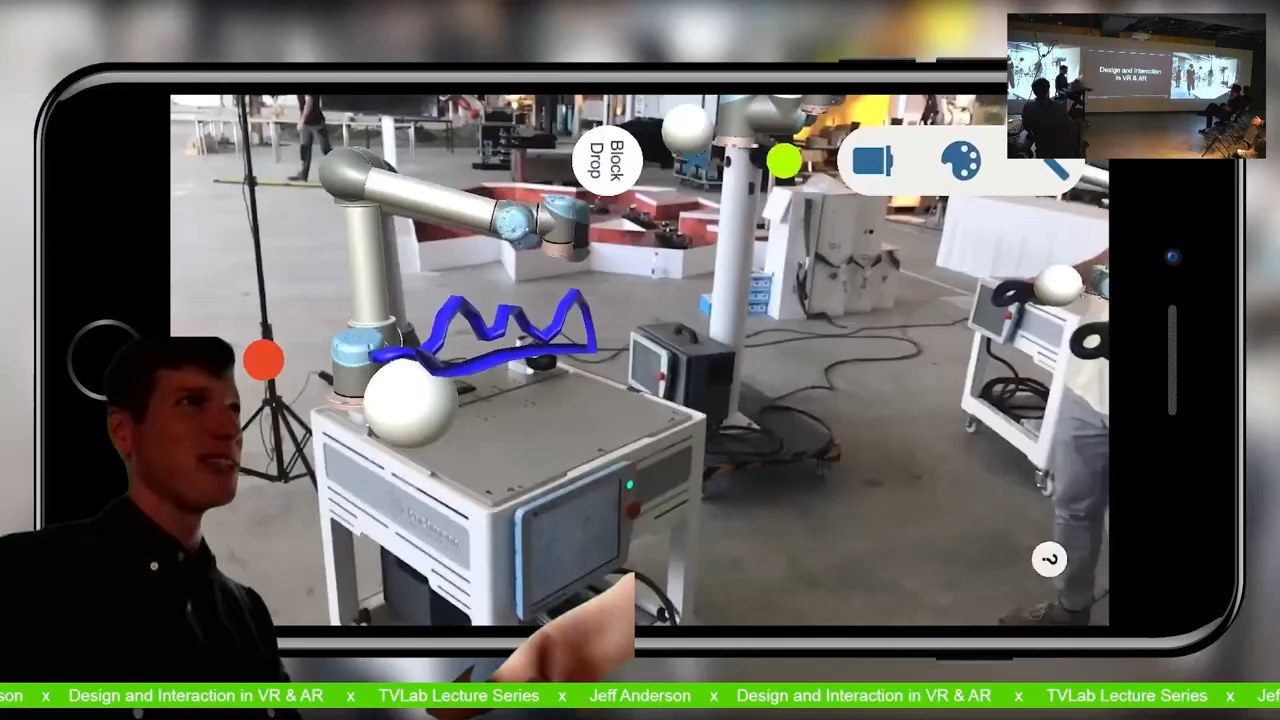 Design and Interaction
in VR & AR
Block
Drop
?
son x Design and Interaction in VR & AR x TVLab Lecture Series x Jeff Anderson x Design and Interaction in VR & AR x TVLab Lecture Series x Jef